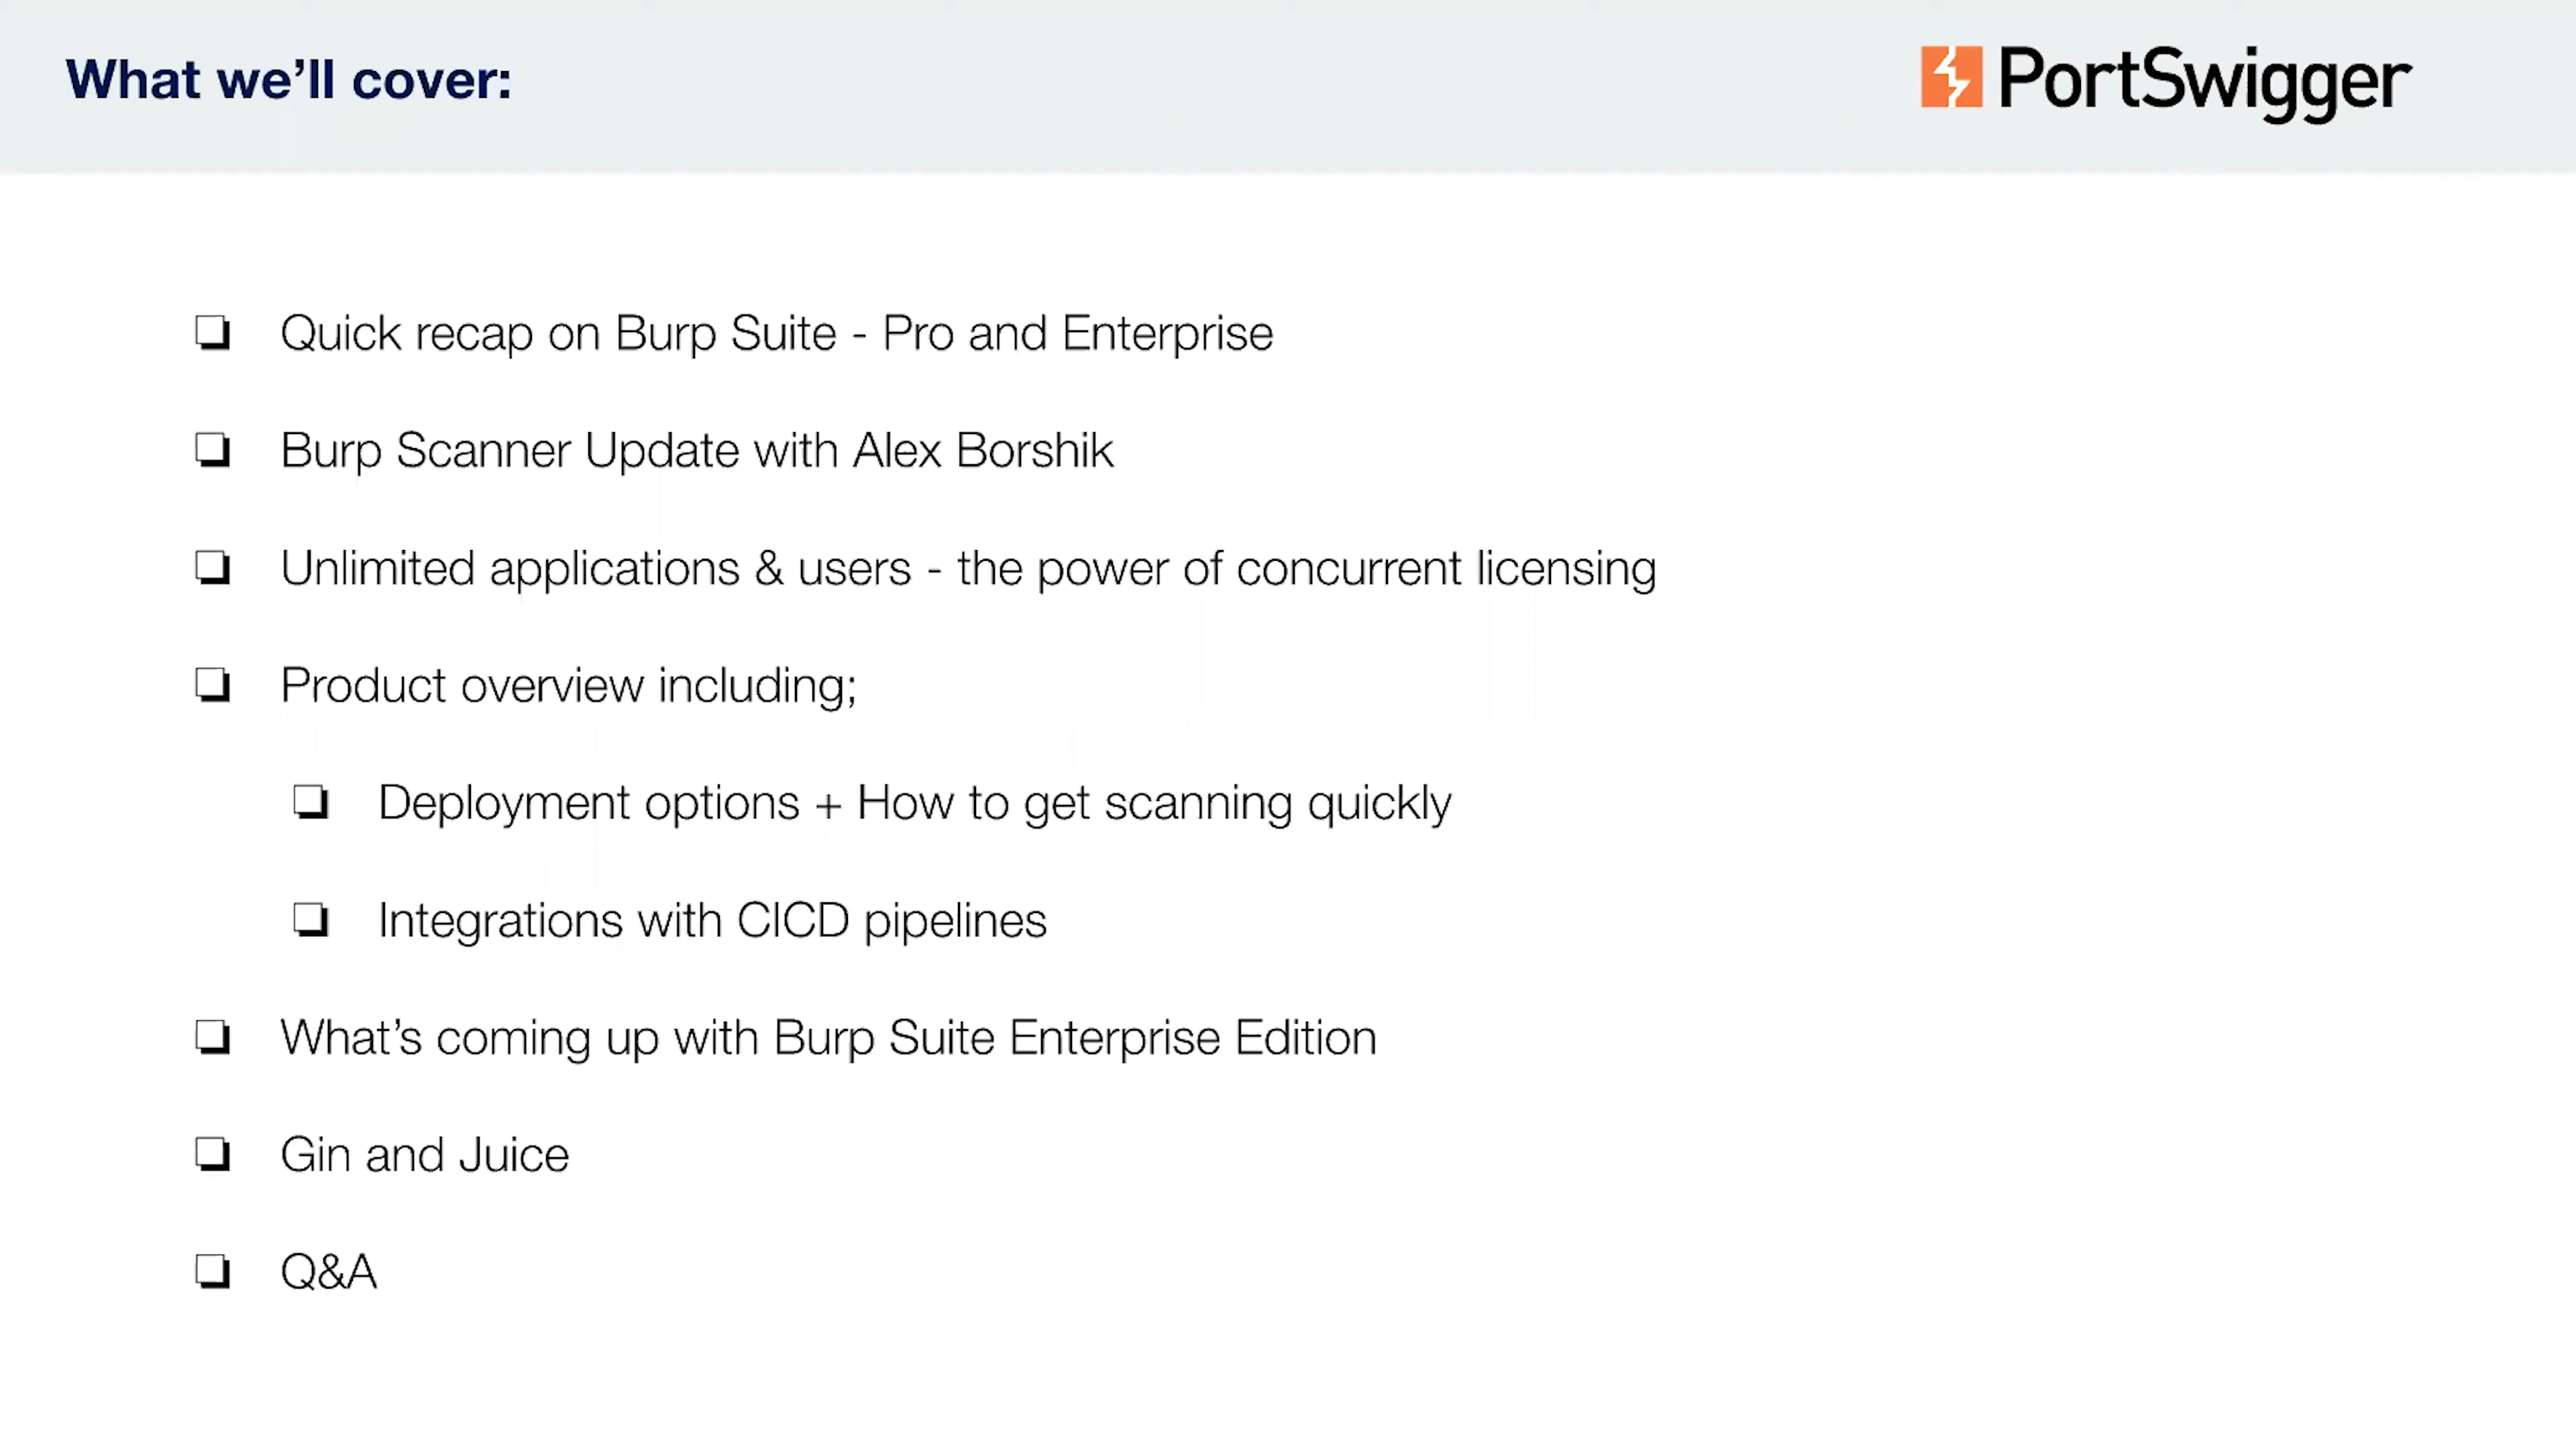 What we’ll cover:
PortSwigger
Quick recap on Burp Suite - Pro and Enterprise
Burp Scanner Update with Alex Borshik
Unlimited applications & users - the power of concurrent licensing
Product overview including;
Deployment options + How to get scanning quickly
Integrations with CICD pipelines
What’s coming up with Burp Suite Enterprise Edition
Gin and Juice
Q&A